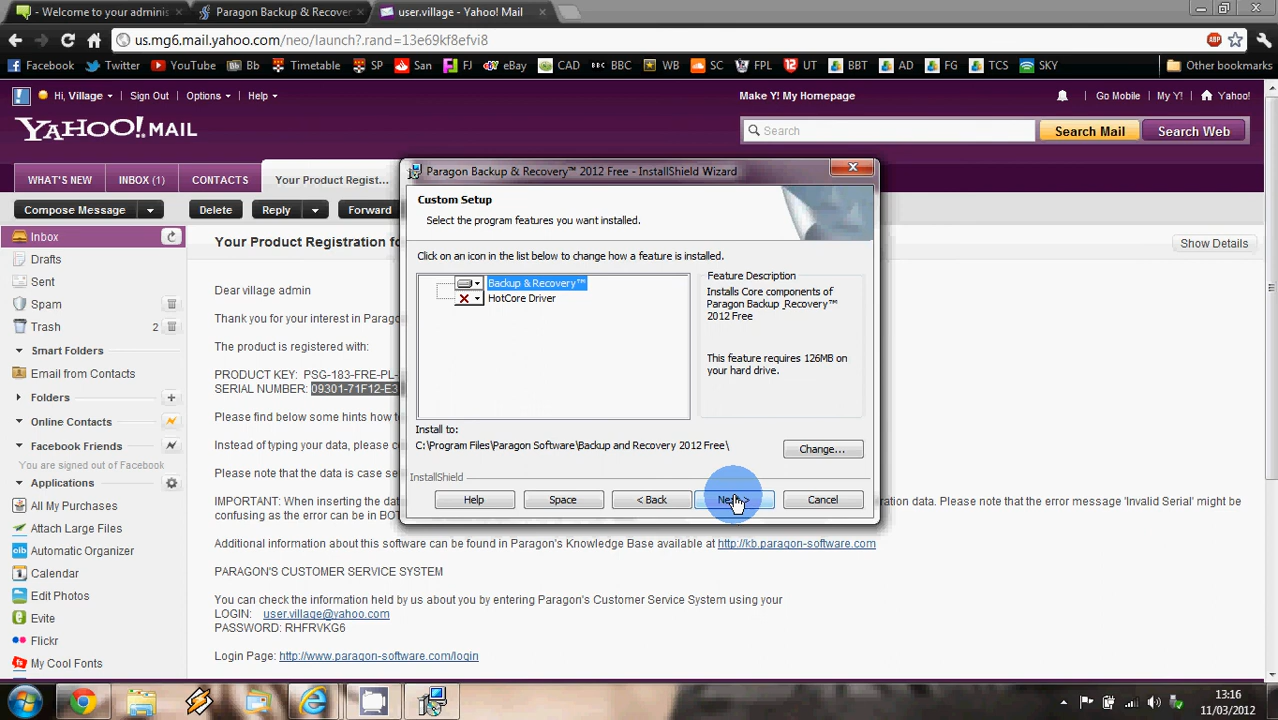 - Welcome to your adminis
Paragon Backup & Recover
user.village - Yahoo! Mail
us.mg6.mail.yahoo.com/neo/launch?.rand=13e69kf8efvi8
Facebook Twitter YouTube Bb Timetable SP San FJ eBay CAD BBC WB SC FPL UT BBT AD FG TCS SKY Other bookmarks
Hi, Village Sign Out Options Help Make Y! My Homepage Go Mobile My Y! Yahoo!
YAHOO! MAIL
Search Search Mail Search Web
WHAT'S NEW INBOX (1) CONTACTS Your Product Regist...
Compose Message Delete Reply Forward
Inbox
Drafts
Sent
Spam
Trash 2
Smart Folders
Email from Contacts
Folders
Online Contacts
Facebook Friends
You are signed out of Facebook
Applications
All My Purchases
Attach Large Files
Automatic Organizer
Calendar
Edit Photos
Evite
Flickr
My Cool Fonts
Your Product Registration fo
Show Details
Dear village admin
Thank you for your interest in Parago
The product is registered with:
PRODUCT KEY: PSG-183-FRE-PL-
SERIAL NUMBER: 09301-71F12-E3
Please find below some hints how to
Instead of typing your data, please c
Please note that the data is case se
IMPORTANT: When inserting the dat
ration data. Please note that the error message 'Invalid Serial' might be
confusing as the error can be in BOT
Additional information about this software can be found in Paragon's Knowledge Base available at http://kb.paragon-software.com
PARAGON'S CUSTOMER SERVICE SYSTEM
You can check the information held by us about you by entering Paragon's Customer Service System using your
LOGIN: user.village@yahoo.com
PASSWORD: RHFRVKG6
Login Page: http://www.paragon-software.com/login
Paragon Backup & Recovery™ 2012 Free - InstallShield Wizard
Custom Setup
Select the program features you want installed.
Click on an icon in the list below to change how a feature is installed.
Backup & Recovery™
HotCore Driver
Feature Description
Installs Core components of
Paragon Backup _Recovery™
2012 Free
This feature requires 126MB on
your hard drive.
Install to:
C:\Program Files\Paragon Software\Backup and Recovery 2012 Free\
Change...
InstallShield
Help Space < Back Next > Cancel
13:16
11/03/2012